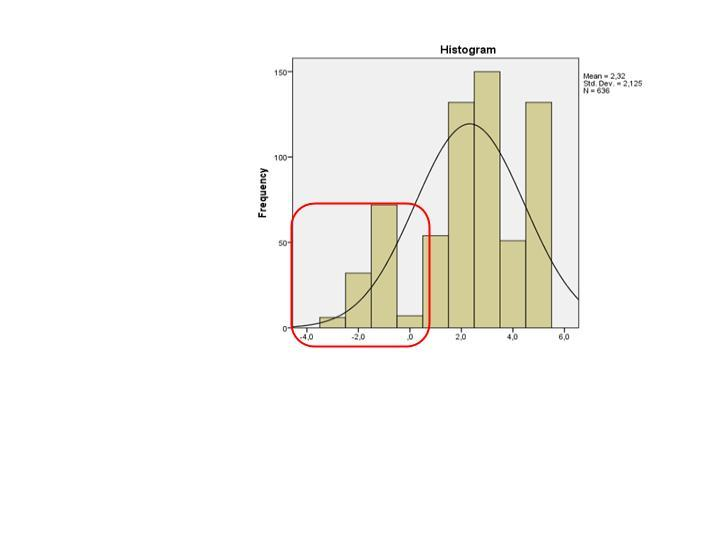 Histogram
150
Mean = 2,32
Std. Dev. = 2,125
N = 636
100
Frequency
50
0
-4,0 -2,0 ,0 2,0 4,0 6,0